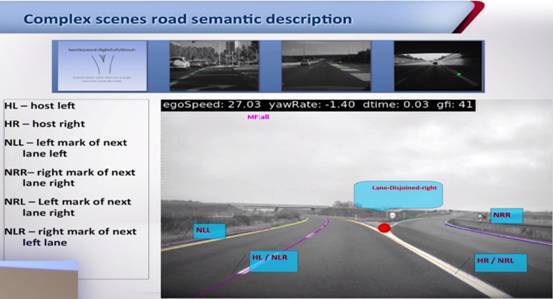 Complex scenes road semantic description
HL – host left
HR – host right
NLL – left mark of next
lane left
NRR– right mark of next
lane right
NRL – Left mark of next
lane right
NLR – right mark of next
left lane
egoSpeed: 27.03 yawRate: -1.40 dtime: 0.03 gfi: 41
MF:all
Lane-Disjoined-right
NRR
NLL
HL / NLR
HR / NRL